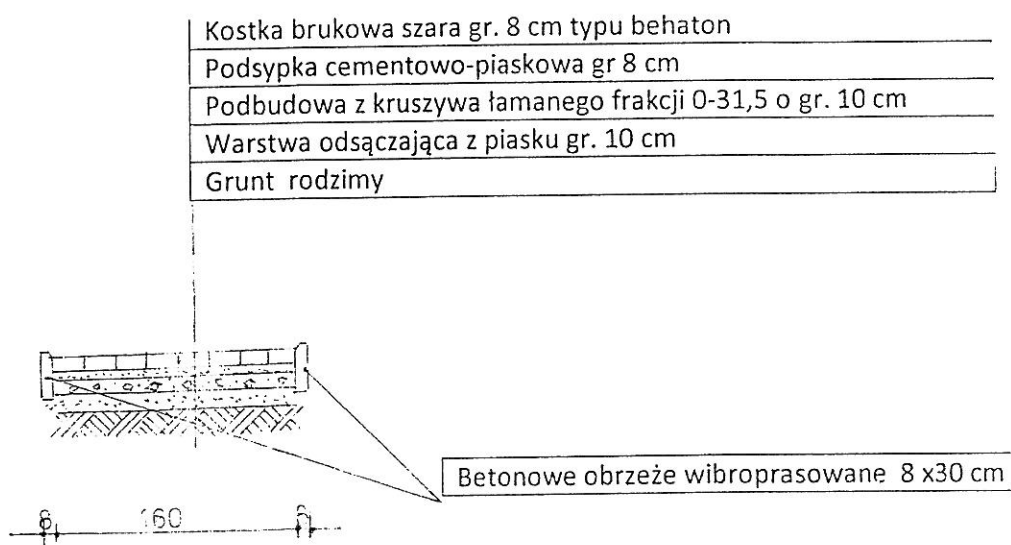 Kostka brukowa szara gr. 8 cm typu behaton
Podsypka cementowo-piaskowa gr 8 cm
Podbudowa z kruszywa łamanego frakcji 0-31,5 o gr. 10 cm
Warstwa odsączająca z piasku gr. 10 cm
Grunt rodzimy
Betonowe obrzeże wibroprasowane 8 x30 cm
8 160